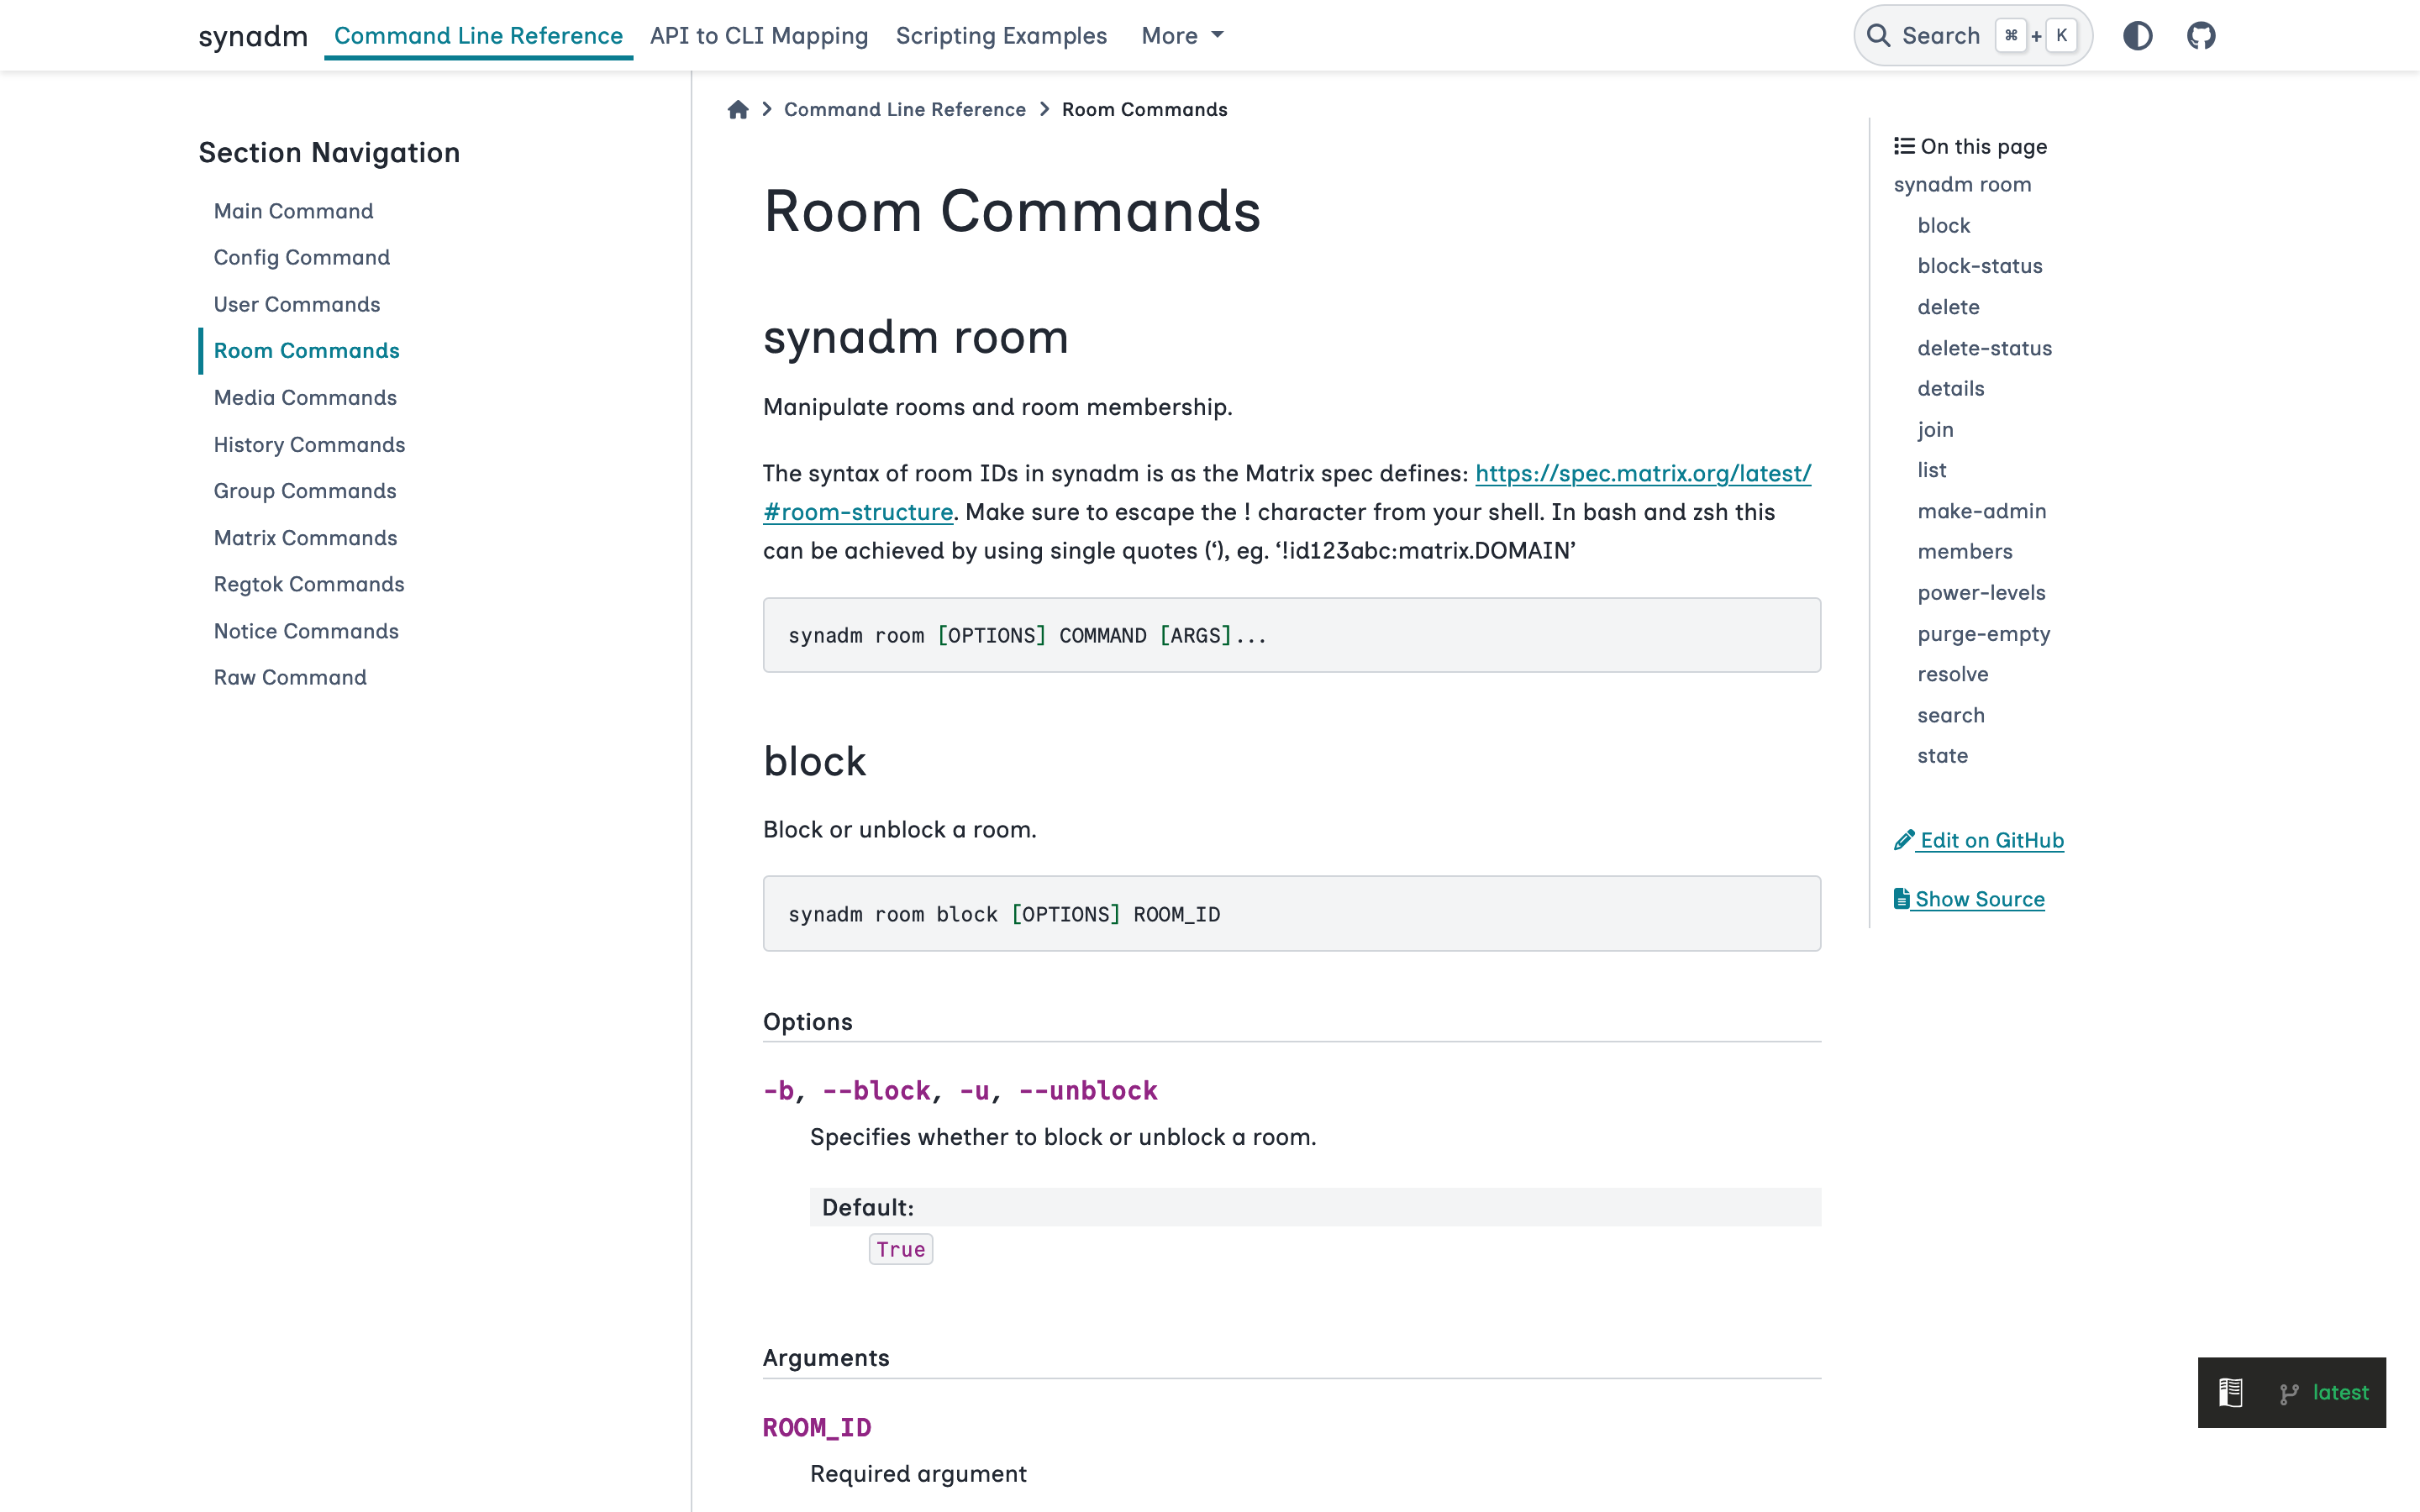 synadm
Command Line Reference
API to CLI Mapping
Scripting Examples
More
Search ⌘ + K
Section Navigation
Main Command
Config Command
User Commands
Room Commands
Media Commands
History Commands
Group Commands
Matrix Commands
Regtok Commands
Notice Commands
Raw Command
Command Line Reference > Room Commands
Room Commands
synadm room
Manipulate rooms and room membership.
The syntax of room IDs in synadm is as the Matrix spec defines: https://spec.matrix.org/latest/
#room-structure. Make sure to escape the ! character from your shell. In bash and zsh this
can be achieved by using single quotes (‘), eg. ‘!id123abc:matrix.DOMAIN’
synadm room [OPTIONS] COMMAND [ARGS]...
block
Block or unblock a room.
synadm room block [OPTIONS] ROOM_ID
Options
-b, --block, -u, --unblock
Specifies whether to block or unblock a room.
Default:
True
Arguments
ROOM_ID
Required argument
On this page
synadm room
block
block-status
delete
delete-status
details
join
list
make-admin
members
power-levels
purge-empty
resolve
search
state
Edit on GitHub
Show Source
latest